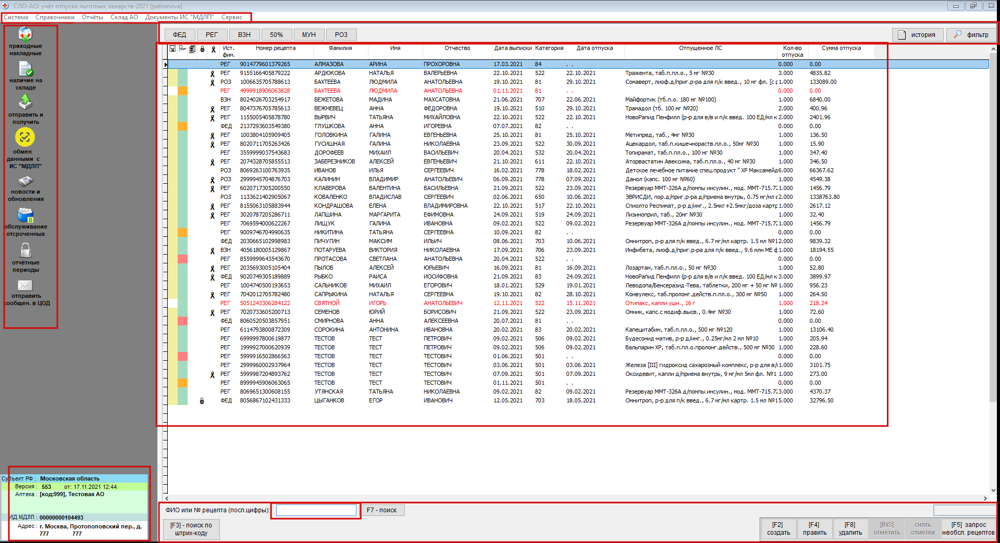 СЛО-АО: учёт отпуска льготных лекарств-2021 [patronova]
Система Справочники Отчёты Склад АО Документы ИС "МДЛП" Сервис
приходные
накладные
наличие на
складе
отправить и
получить
обмен
данными с
ИС "МДЛП"
новости и
обновления
обслуживание
отсроченных
отчётные
периоды
отправить
сообщен. в ЦОД
Субъект РФ : Московская область
Версия : 553 от: 17.11.2021 12:44:
Аптека : [код:999], Тестовая АО
ИД МДЛП : 00000000104493
Адрес : г. Москва, Протопоповский пер., д.
777 777
ФЕД РЕГ ВЗН 50% МУН РОЗ история фильтр
Ист. фин. Номер рецепта Фамилия Имя Отчество Дата выписки Категория Дата отпуска Отпущенное ЛС Кол-во отпуска Сумма отпуска
РЕГ 9014779601379265 АЛМАЗОВА АРИНА ПРОХОРОВНА 17.03.2021 84 . . 0.000 0.00
РЕГ 9155166405879222 АРДЮКОВА НАТАЛЬЯ ВАЛЕРЬЕВНА 22.10.2021 522 22.10.2021 Тражента, таб.п.пл.о., 5 мг №30 3.000 4835.82
РОЗ 1006635705788613 БАХТЕЕВА ЛЮДМИЛА АНАТОЛЬЕВНА 19.10.2021 81 29.10.2021 Сомаверт, лиоф.д/приг.р-ра для п/к введ., 10 мг фл. [с р 1.000 133089.00
РЕГ 4999918906063828 БАХТЕЕВА ЛЮДМИЛА АНАТОЛЬЕВНА 01.11.2021 81 . . 0.000 0.00
ВЗН 8024026703254917 БЕЖЕТОВА МАДИНА МАХСАТОВНА 21.06.2021 707 22.06.2021 Майфортик (тб.п.о. 180 мг №100) 1.000 6840.00
РЕГ 8047376705785613 ВЕЖНЕВЕЦ АННА ФЕДОРОВНА 19.10.2021 510 29.10.2021 Трамадол (тб. 100 мг №20) 2.000 400.96
РЕГ 1155005405878780 ВЫРВИЧ ТАТЬЯНА МИХАЙЛОВНА 22.10.2021 522 22.10.2021 НовоРапид Пенфилл (р-р для в/в и п/к введ. 100 ЕД/мл к 2.000 2401.96
ФЕД 2137293603549380 ГЛУШКОВА АННА ИГОРЕВНА 07.07.2021 82 . . 0.000 0.00
РЕГ 1003804105909405 ГОЛОВКИНА ГАЛИНА ЕВГЕНЬЕВНА 25.10.2021 81 25.10.2021 Метипред, таб., 4мг №30 1.000 136.50
РЕГ 8020711705263426 ГУСИШНАЯ ГАЛИНА НИКОЛАЕВНА 23.09.2021 522 30.09.2021 Ацекардол, таб.п.кишечнораств.пл.о., 50мг №30 1.000 15.90
РЕГ 3559999037543683 ДОРОФЕЕВ МИХАИЛ ВАСИЛЬЕВИЧ 20.04.2021 532 20.04.2021 Топирамат, таб.п.пл.о., 100 мг №30 1.000 347.40
РЕГ 2074328705855513 ЗАБЕРЕЗНИКОВ АЛЕКСЕЙ ЕВГЕНЬЕВИЧ 21.10.2021 611 22.10.2021 Аторвастатин Авексима, таб.п.пл.о., 40 мг №30 1.000 346.50
РОЗ 8069263100763935 ИВАНОВ ИЛЬЯ СЕРГЕЕВИЧ 16.02.2021 778 18.02.2021 Детское лечебное питание спец.продукт " ХР Максамейд 6.000 66367.62
РОЗ 2999945704876703 КАЛИНИН ВЛАДИМИР АНАТОЛЬЕВИЧ 06.09.2021 778 07.09.2021 Данол (капс. 100 мг №60) 1.000 4549.38
РЕГ 6020717305200550 КЛАВЕРОВА ВАЛЕНТИНА ВАСИЛЬЕВНА 21.09.2021 522 23.09.2021 Резервуар ММТ-326А д/помпы инсулин., мод. ММТ-715.72 1.000 1456.79
РОЗ 1133621402905067 КОВАЛЕНКО ВЛАДИСЛАВ СЕРГЕЕВИЧ 02.06.2021 650 10.06.2021 ЭВРИСДИ, пор.д/приг.р-ра д/приема внутрь, 0.75 мг/мл с 2.000 1338763.80
РЕГ 8155063105883944 КОНДРАШОВА ЕЛЕНА ВЛАДИМИРОВНА 22.10.2021 517 22.10.2021 Спиолто Респимат, р-р д/инг., 2.5мкг+2.5мкг/доза картр 1.000 2617.12
РЕГ 3020787205286711 ЛАПШИНА МАРГАРИТА ЕФИМОВНА 24.09.2021 519 24.09.2021 Лизиноприл, таб., 20мг №30 1.000 32.40
РЕГ 7069594000622267 ЛИЩУК ГАЛИНА ИВАНОВНА 09.02.2021 522 09.02.2021 Резервуар ММТ-326А д/помпы инсулин., мод. ММТ-715.72 1.000 1456.79
РЕГ 9009746704990635 НИКИТИНА ТАТЬЯНА СЕРГЕЕВНА 10.09.2021 82 . . 0.000 0.00
ФЕД 2030665102998983 ПИЧУГИН МАКСИМ ИЛЬИЧ 08.06.2021 703 10.06.2021 Омнитроп, р-р для п/к введ., 6.7 мг/мл картр. 1.5 мл №1 2.000 9839.32
ВЗН 4056180005129867 ПОТАРУЕВА ВИКТОРИЯ НИКОЛАЕВНА 17.09.2021 706 23.09.2021 Инфибета, лиоф.д/приг.р-ра для п/к введ., 9.6 млн МЕ ф 1.000 18194.55
РЕГ 8559999643543670 ПРОТАСОВА СВЕТЛАНА АНАТОЛЬЕВНА 20.04.2021 522 . . 0.000 0.00
РЕГ 2035693005105404 ПЫЛОВ АЛЕКСЕЙ ЮРЬЕВИЧ 16.09.2021 81 16.09.2021 Лозартан, таб.п.пл.о., 50 мг №30 1.000 52.80
ФЕД 9020749305189889 РЫБКО РАИСА ИОСИФОВНА 21.09.2021 83 24.09.2021 НовоРапид Пенфилл (р-р для в/в и п/к введ. 100 ЕД/мл к 3.000 3899.97
РЕГ 1004740500193653 САЛЬНИКОВ МИХАИЛ ЕГОРОВИЧ 18.01.2021 529 19.01.2021 Леводопа/Бенсеразид-Тева, таблетки, 200 мг + 50 мг № 1.000 956.23
РЕГ 7042012705782480 САПРЫКИНА НАТАЛЬЯ СЕРГЕЕВНА 19.10.2021 82 28.10.2021 Конвулекс, таб.пролонг.действ.п.пл.о., 300 мг №50 1.000 264.50
РЕГ 5051243306284122 СВЯТНОЙ ИГОРЬ АНАТОЛЬЕВИЧ 12.11.2021 522 15.11.2021 Отипакс, капли ушн., 16 г 1.000 218.24
РЕГ 7020733605200713 СЕМЕНОВ ЮРИЙ БОРИСОВИЧ 21.09.2021 522 23.09.2021 Омник, капс.с модиф.высв., 0.4мг №30 1.000 72.60
ФЕД 8060520503857951 СМИРНОВА АННА АЛЕКСЕЕВНА 20.07.2021 81 . . 0.000 0.00
РЕГ 6114793800872309 СОРОКИНА АНТОНИНА ИВАНОВНА 20.02.2021 83 20.02.2021 Капецитабин, таб.п.пл.о., 500 мг №120 1.000 13106.40
РЕГ 6999997800619877 ТЕСТОВ ТЕСТ ПЕТРОВИЧ 09.02.2021 506 09.02.2021 Будесонид-натив, р-р д/инг., 0.25мг/мл 2 мл №10 1.000 205.94
РЕГ 1999927000620939 ТЕСТОВ ТЕСТ ПЕТРОВИЧ 09.02.2021 506 09.02.2021 Вальпарин ХР, таб.п.пл.о.пролонг.действ., 500 мг №30 1.000 228.60
РЕГ 5999916502866563 ТЕСТОВ ТЕСТ ТЕСТОВИЧ 01.06.2021 501 . . 0.000 0.00
РЕГ 2999960002937964 ТЕСТОВ ТЕСТ ТЕСТОВИЧ 03.06.2021 501 03.06.2021 Железа [III] гидроксид сахарозный комплекс, р-р для в/ 1.000 3101.75
РЕГ 5999987204893762 ТЕСТОВ ТЕСТ ТЕСТОВИЧ 07.09.2021 501 07.09.2021 Оксидевит, капли д/приема внутрь, 9 мг/мл 5мл фл. №1 1.000 273.00
РЕГ 8999945906063065 ТЕСТОВ ТЕСТ ТЕСТОВИЧ 01.11.2021 501 . . 0.000 0.00
РЕГ 8069651300608155 УТЯНСКАЯ ТАТЬЯНА НИКОЛАЕВНА 09.02.2021 82 09.02.2021 Резервуар ММТ-326А д/помпы инсулин., мод. ММТ-715.72 3.000 4370.37
ФЕД 8056867102431333 ЦЫГАНКОВ ЕГОР ИВАНОВИЧ 12.05.2021 703 18.05.2021 Омнитроп, р-р для п/к введ., 6.7 мг/мл картр. 1.5 мл №1 5.000 32796.50
ФИО или № рецепта (посл.цифры): F7 - поиск
[F3] - поиск по
штрих-коду
[F2] создать [F4] править [F8] удалить [INS] отметить снять отметки [F5] запрос необсл. рецептов